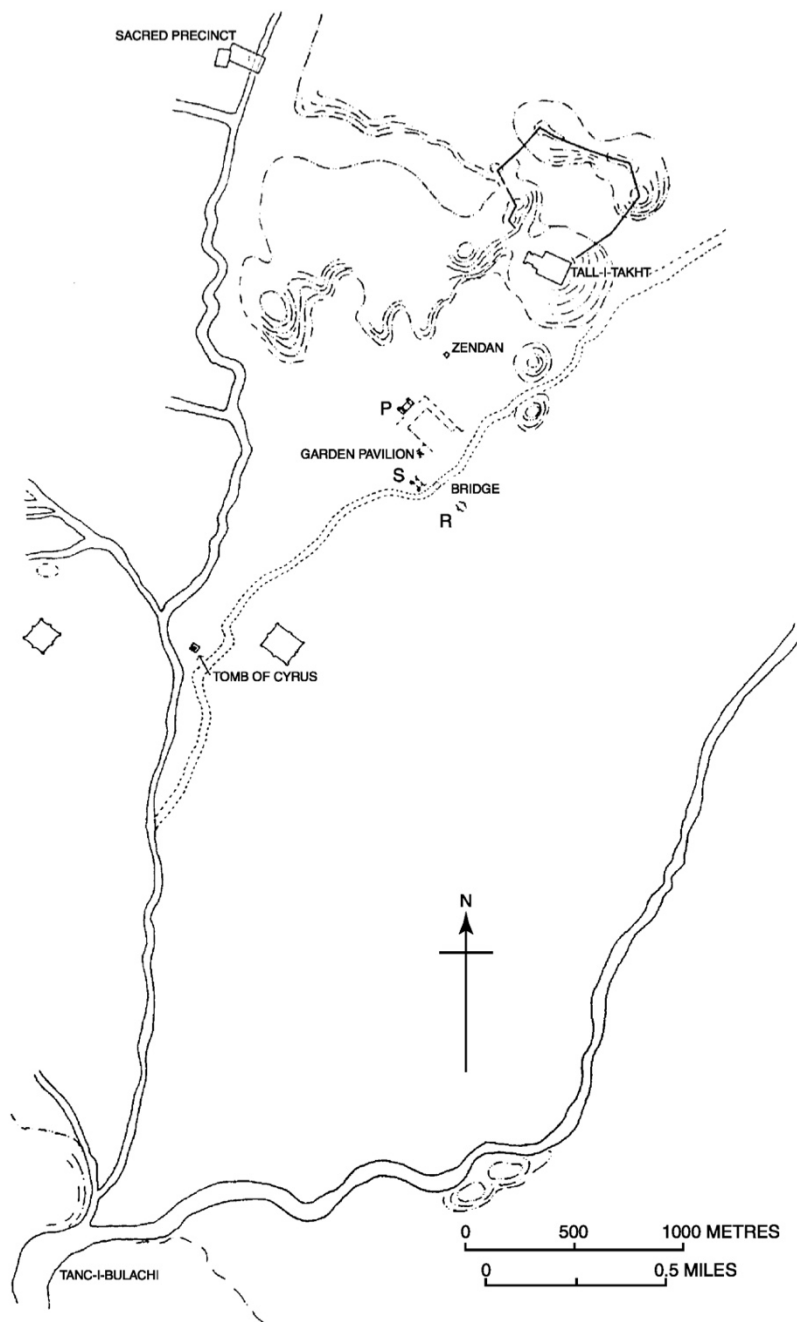 SACRED PRECINCT
TALL-I-TAKHT
ZENDAN
P
GARDEN PAVILION
S
BRIDGE
R
TOMB OF CYRUS
N
0 500 1000 METRES
0 0.5 MILES
TANC-I-BULACHI